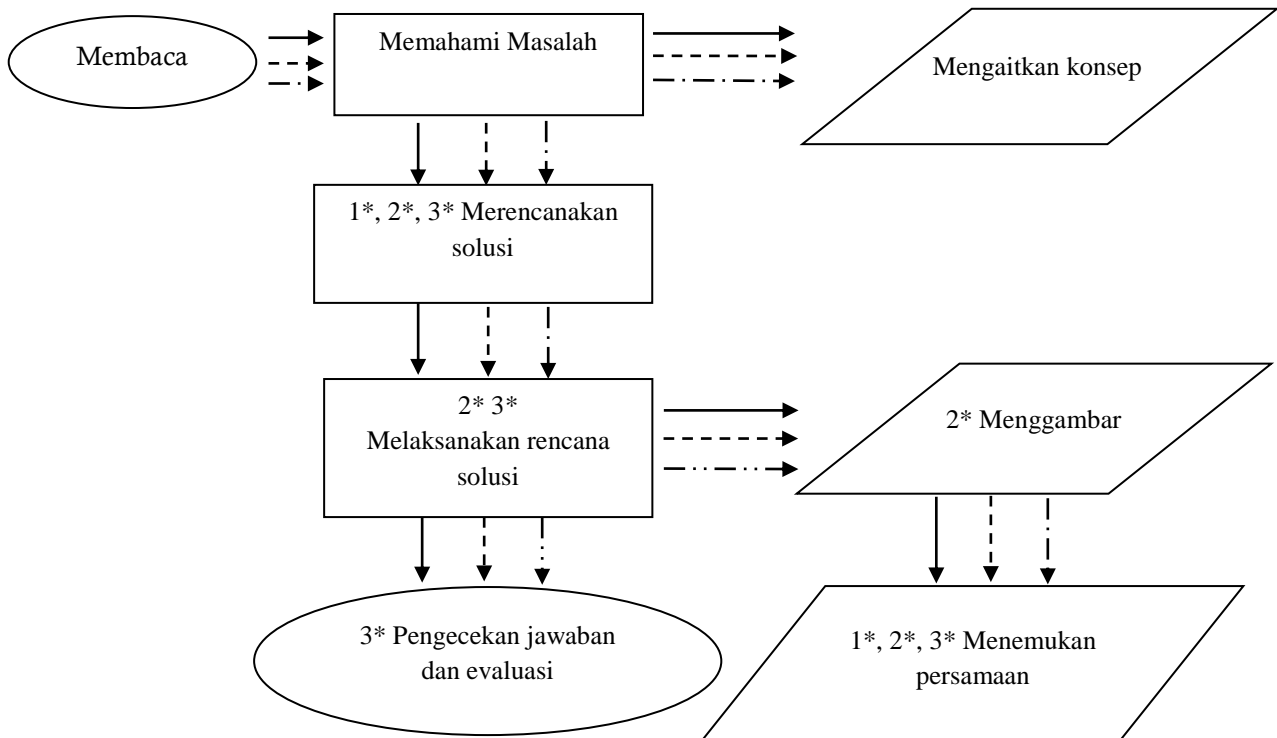 Membaca
Memahami Masalah
Mengaitkan konsep
1*, 2*, 3* Merencanakan
solusi
2* 3*
Melaksanakan rencana
solusi
2* Menggambar
3* Pengecekan jawaban
dan evaluasi
1*, 2*, 3* Menemukan
persamaan